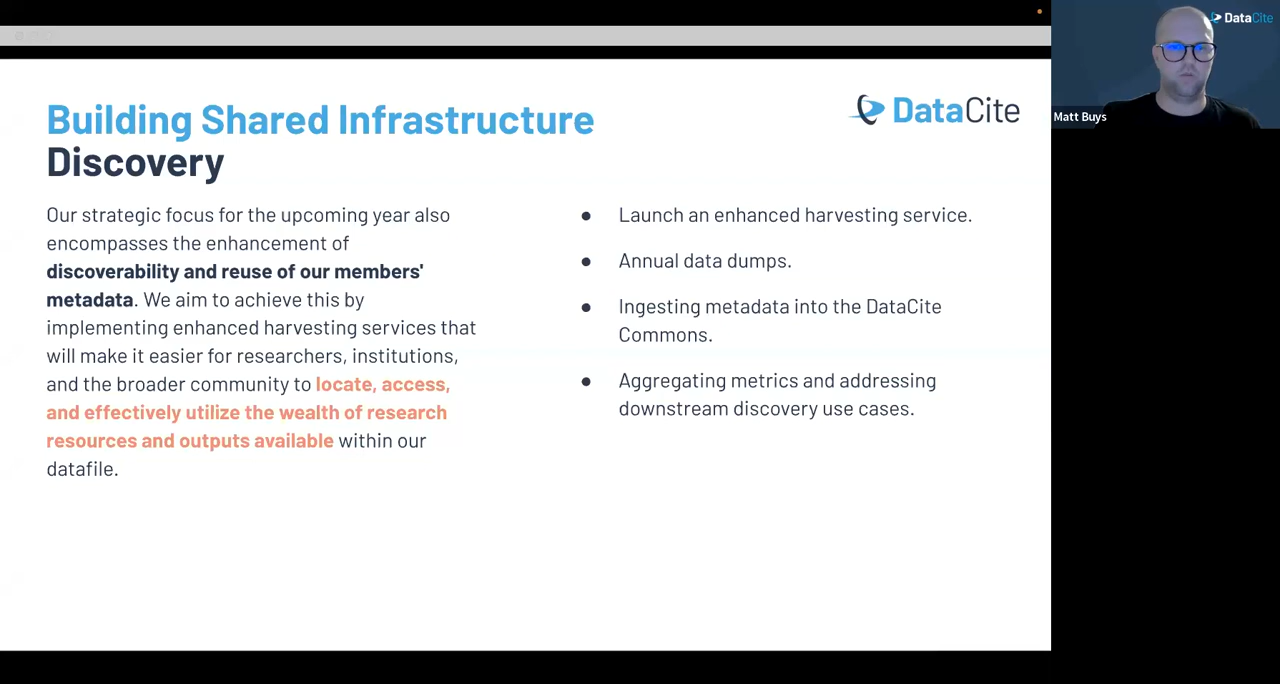 Building Shared Infrastructure
Discovery
DataCite
Our strategic focus for the upcoming year also
encompasses the enhancement of
discoverability and reuse of our members'
metadata. We aim to achieve this by
implementing enhanced harvesting services that
will make it easier for researchers, institutions,
and the broader community to locate, access,
and effectively utilize the wealth of research
resources and outputs available within our
datafile.
● Launch an enhanced harvesting service.
● Annual data dumps.
● Ingesting metadata into the DataCite
Commons.
● Aggregating metrics and addressing
downstream discovery use cases.
DataCite
Matt Buys